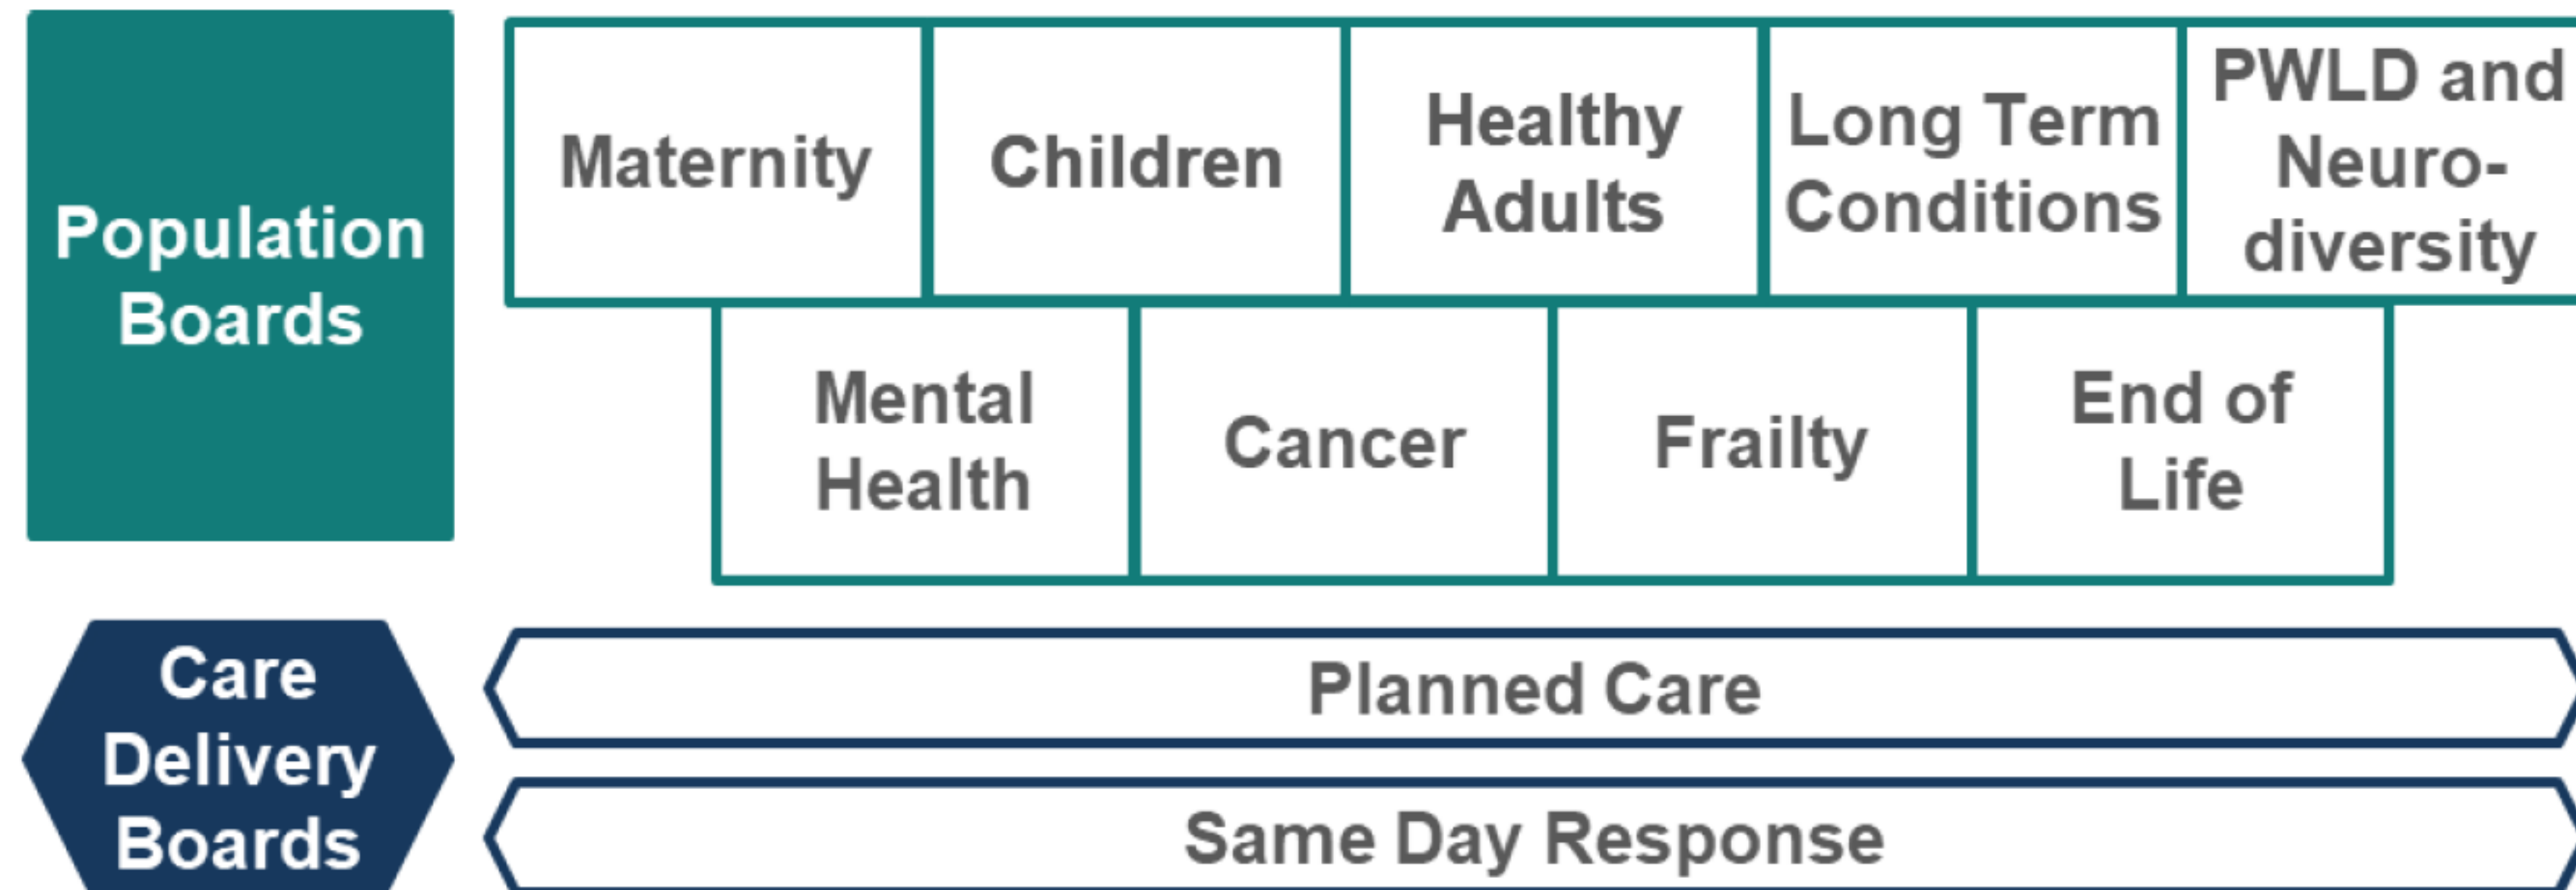 Population
Boards
Maternity
Children
Healthy
Adults
Long Term
Conditions
PWLD and
Neuro-
diversity
Mental
Health
Cancer
Frailty
End of
Life
Care
Delivery
Boards
Planned Care
Same Day Response